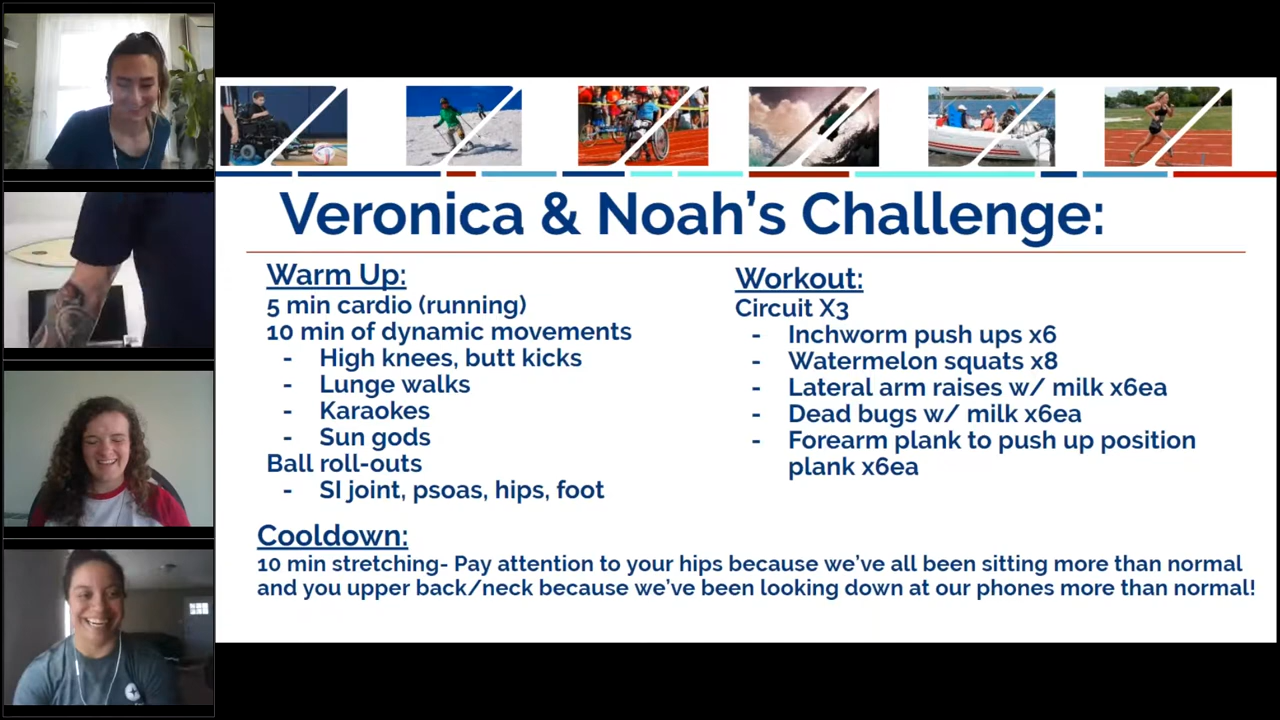 Veronica & Noah's Challenge:
Warm Up:
5 min cardio (running)
10 min of dynamic movements
- High knees, butt kicks
- Lunge walks
- Karaokes
- Sun gods
Ball roll-outs
- SI joint, psoas, hips, foot
Workout:
Circuit X3
- Inchworm push ups x6
- Watermelon squats x8
- Lateral arm raises w/ milk x6ea
- Dead bugs w/ milk x6ea
- Forearm plank to push up position
plank x6ea
Cooldown:
10 min stretching- Pay attention to your hips because we've all been sitting more than normal
and you upper back/neck because we've been looking down at our phones more than normal!